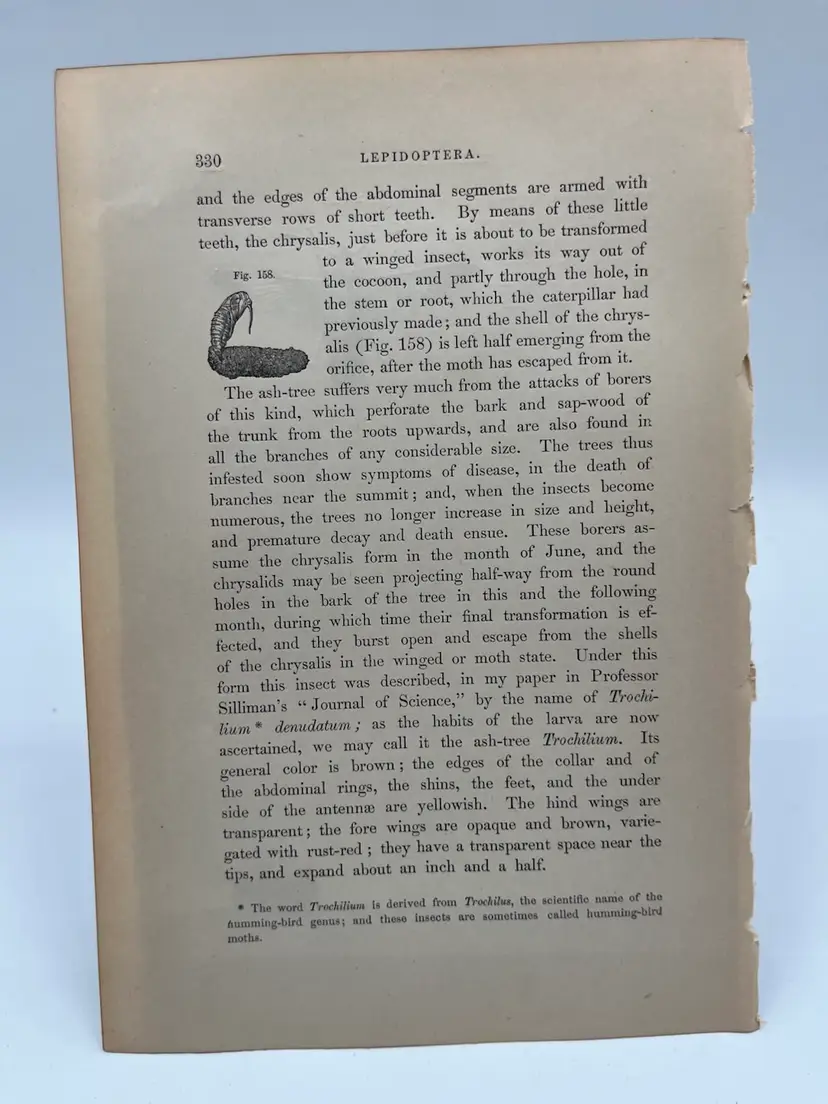 330
LEPIDOPTERA.
and the edges of the abdominal segments are armed with
transverse rows of short teeth. By means of these little
teeth, the chrysalis, just before it is about to be transformed
to a winged insect, works its way out of
Fig. 158.
the cocoon, and partly through the hole, in
the stem or root, which the caterpillar had
previously made; and the shell of the chrys-
alis (Fig. 158) is left half emerging from the
orifice, after the moth has escaped from it.
The ash-tree suffers very much from the attacks of borers
of this kind, which perforate the bark and sap-wood of
the trunk from the roots upwards, and are also found in
all the branches of any considerable size. The trees thus
infested soon show symptoms of disease, in the death of
branches near the summit; and, when the insects become
numerous, the trees no longer increase in size and height,
and premature decay and death ensue. These borers as-
sume the chrysalis form in the month of June, and the
chrysalids may be seen projecting half-way from the round
holes in the bark of the tree in this and the following
month, during which time their final transformation is ef-
fected, and they burst open and escape from the shells
of the chrysalis in the winged or moth state. Under this
form this insect was described, in my paper in Professor
Silliman's “Journal of Science,” by the name of Trochi-
lium* denudatum; as the habits of the larva are now
ascertained, we may call it the ash-tree Trochilium. Its
general color is brown; the edges of the collar and of
the abdominal rings, the shins, the feet, and the under
side of the antennæ are yellowish. The hind wings are
transparent; the fore wings are opaque and brown, varie-
gated with rust-red; they have a transparent space near the
tips, and expand about an inch and a half.
* The word Trochilium is derived from Trochilus, the scientific name of the
humming-bird genus; and these insects are sometimes called humming-bird
moths.